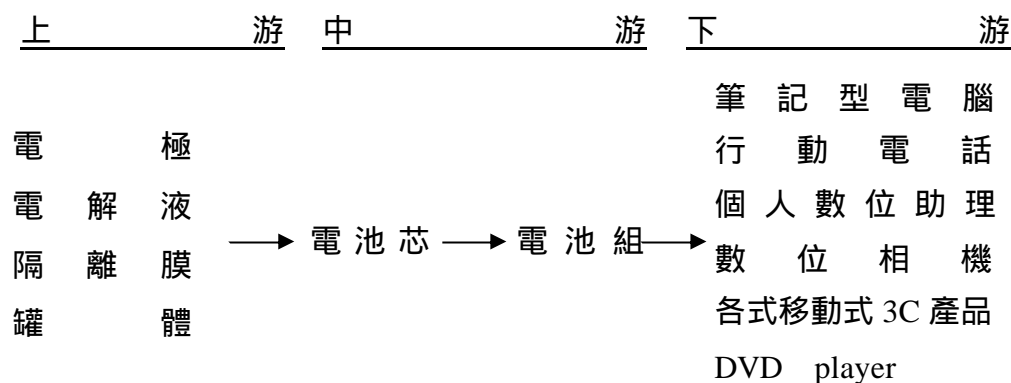 上游 中游 下游
筆記型電腦
電極
行動電話
電解液
個人數位助理
電池芯 電池組
隔離膜
數位相機
罐體
各式移動式 3C 產品
DVD player